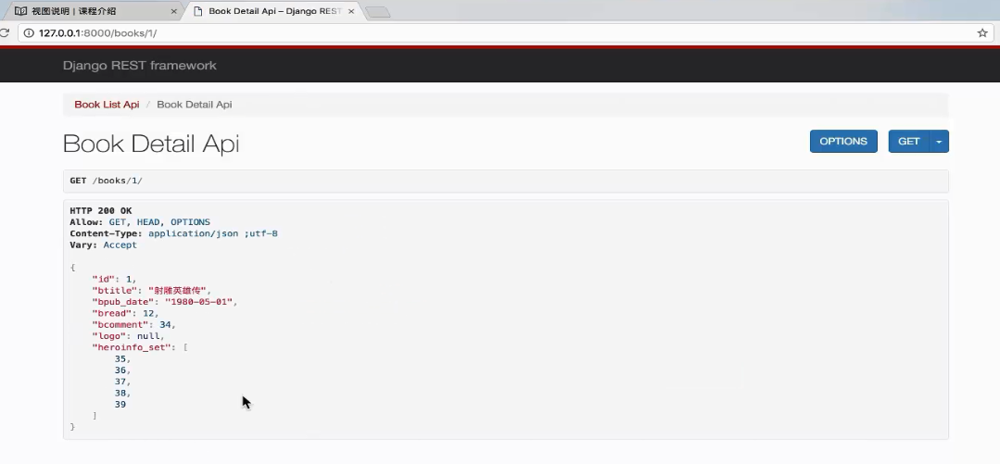 视图说明 | 课程介绍
Book Detail Api – Django REST
127.0.0.1:8000/books/1/
Django REST framework
Book List Api / Book Detail Api
Book Detail Api
OPTIONS
GET
GET /books/1/
HTTP 200 OK
Allow: GET, HEAD, OPTIONS
Content-Type: application/json ;utf-8
Vary: Accept
{
"id": 1,
"btitle": "射雕英雄传",
"bpub_date": "1980-05-01",
"bread": 12,
"bcomment": 34,
"logo": null,
"heroinfo_set": [
35,
36,
37,
38,
39
]
}